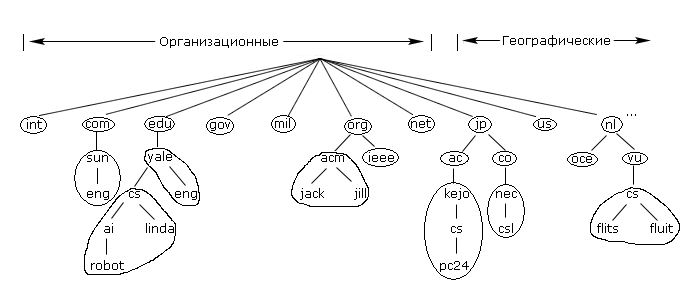 Организационные Географические
...
int com edu gov mil org net jp us nl
sun yale acm ieee ac co oce vu
eng cs eng jack jill kejo nec cs
ai linda cs csl flits fluit
robot pc24